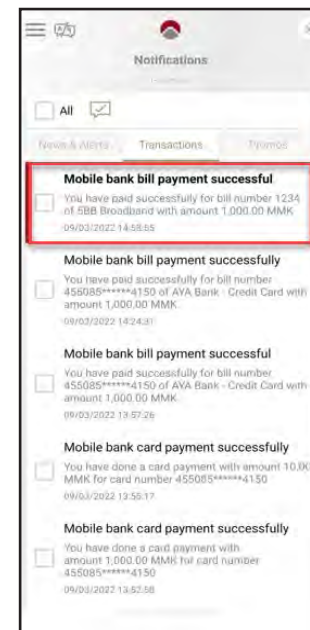 Notifications
All
News & Alerts
Transactions
Promos
Mobile bank bill payment successful
You have paid successfully for bill number 1234
of 5BB Broadband with amount 1,000.00 MMK
09/03/2022 14:58:55
Mobile bank bill payment successfully
You have paid successfully for bill number
455085******4150 of AYA Bank - Credit Card with
amount 1,000.00 MMK
09/03/2022 14:24:31
Mobile bank bill payment successful
You have paid successfully for bill number
455085******4150 of AYA Bank - Credit Card with
amount 1,000.00 MMK
09/03/2022 13:57:26
Mobile bank card payment successfully
You have done a card payment with amount 10.00
MMK for card number 455085******4150
09/03/2022 13:55:17
Mobile bank card payment successfully
You have done a card payment with
amount 1,000.00 MMK for card number
455085******4150
09/03/2022 13:52:58